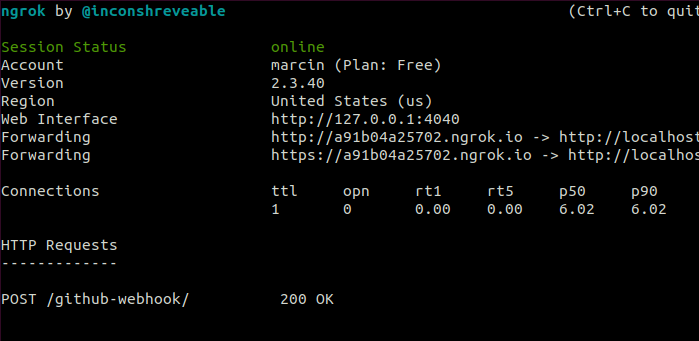 ngrok by @inconshreveable (Ctrl+C to quit
Session Status online
Account marcin (Plan: Free)
Version 2.3.40
Region United States (us)
Web Interface http://127.0.0.1:4040
Forwarding http://a91b04a25702.ngrok.io -> http://localhost
Forwarding https://a91b04a25702.ngrok.io -> http://localhos
Connections ttl opn rt1 rt5 p50 p90
1 0 0.00 0.00 6.02 6.02
HTTP Requests
-------------
POST /github-webhook/ 200 OK